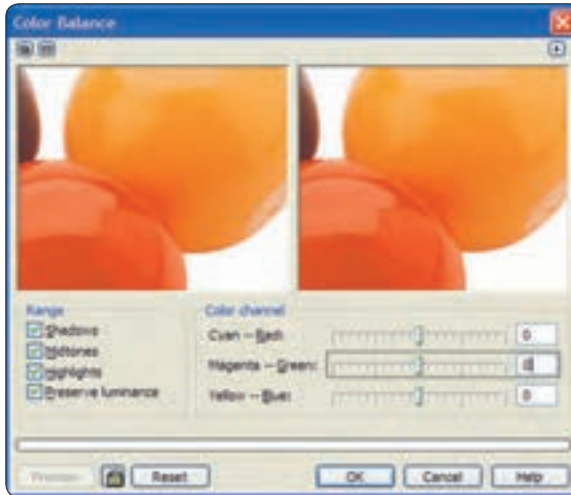 Color Balance
Range
Shadows
Midtones
Highlights
Preserve luminance
Color channel
Cyan -- Red: 0
Magenta -- Green: 0
Yellow -- Blue: 0
Preview Reset OK Cancel Help